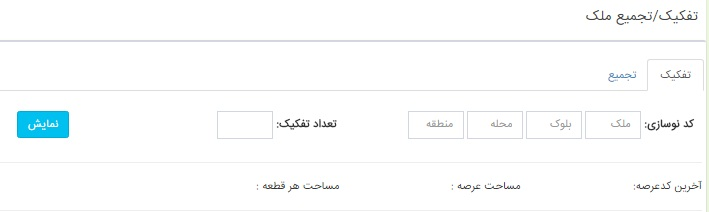 تفکیک/تجمیع ملک
تفکیک تجمیع
کد نوسازی: ملک بلوک محله منطقه تعداد تفکیک: نمایش
آخرین کدعرصه: مساحت عرصه : مساحت هر قطعه :